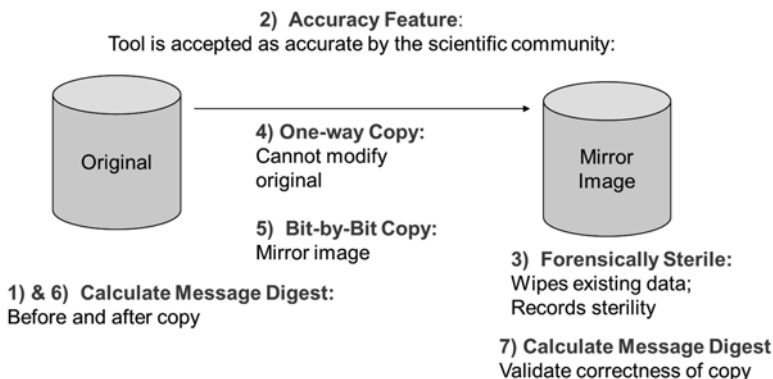 2) Accuracy Feature:
Tool is accepted as accurate by the scientific community:
Original
4) One-way Copy:
Cannot modify
original
5) Bit-by-Bit Copy:
Mirror image
Mirror
Image
1) & 6) Calculate Message Digest:
Before and after copy
3) Forensically Sterile:
Wipes existing data;
Records sterility
7) Calculate Message Digest
Validate correctness of copy